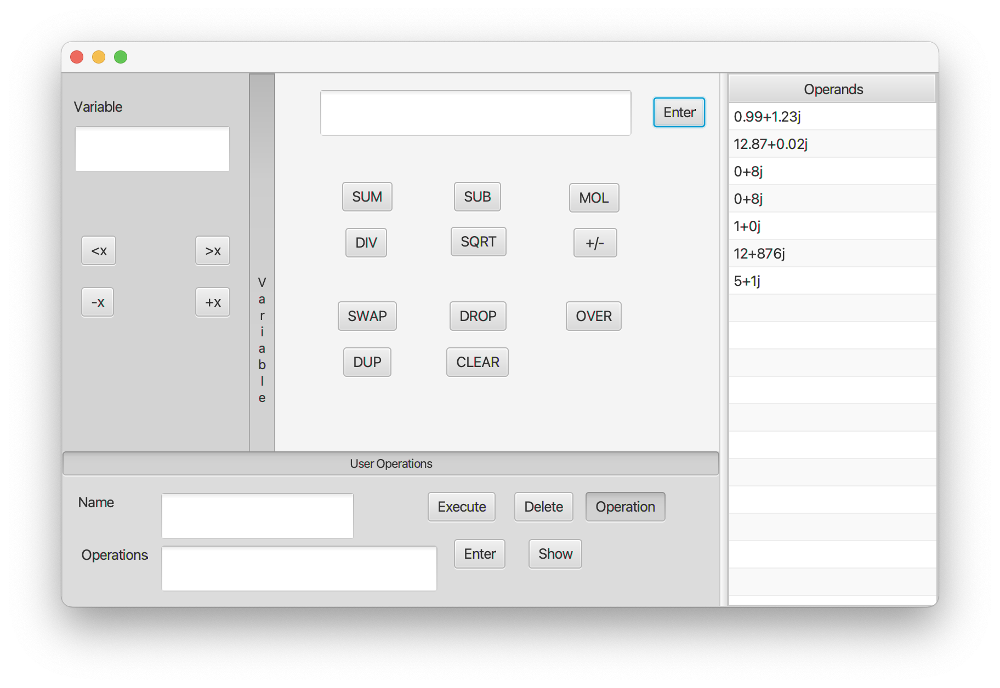 Variable
<x
>x
-x
+x
Variable
Enter
SUM
SUB
MOL
DIV
SQRT
+/-
SWAP
DROP
OVER
DUP
CLEAR
User Operations
Name
Execute
Delete
Operation
Operations
Enter
Show
Operands
0.99+1.23j
12.87+0.02j
0+8j
0+8j
1+0j
12+876j
5+1j